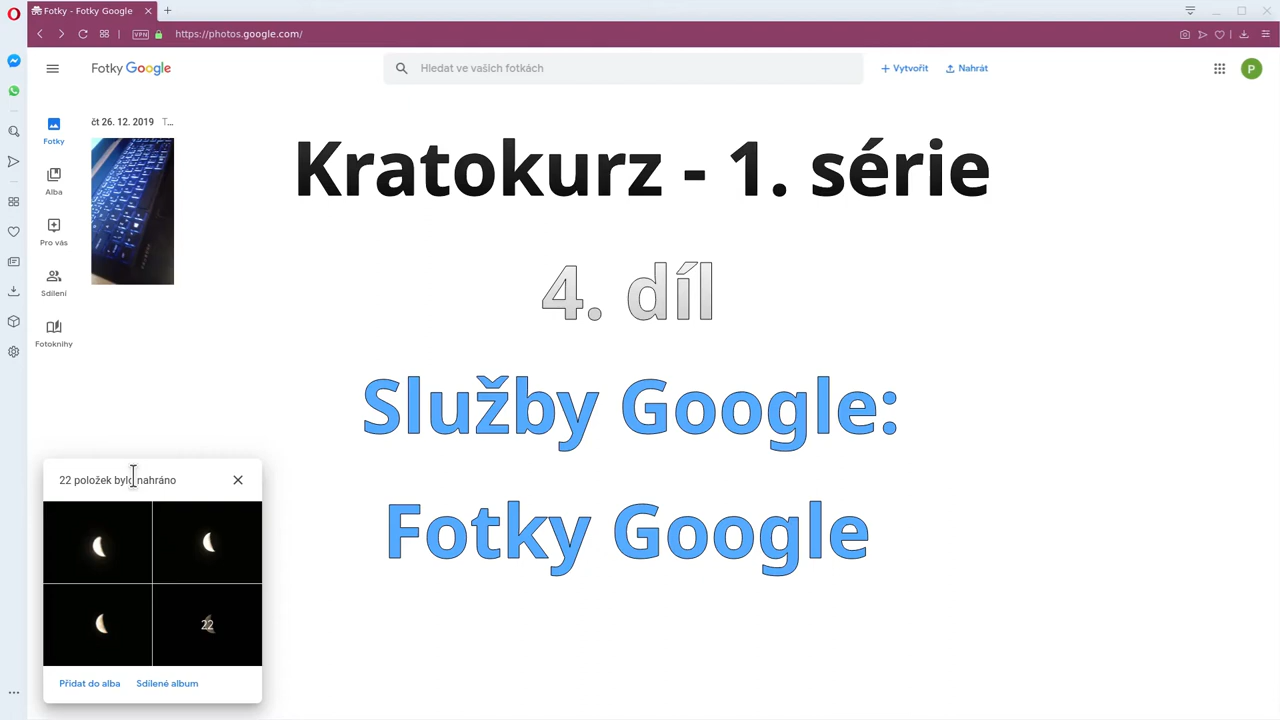 Fotky - Fotky Google
VPN
https://photos.google.com/
Fotky Google
Hledat ve vašich fotkách
Vytvořit
Nahrát
P
Fotky
Alba
Pro vás
Sdílení
Fotoknihy
čt 26. 12. 2019 T...
Kratokurz - 1. série
4. díl
Služby Google:
Fotky Google
22 položek bylo nahráno
22
Přidat do alba
Sdílené album